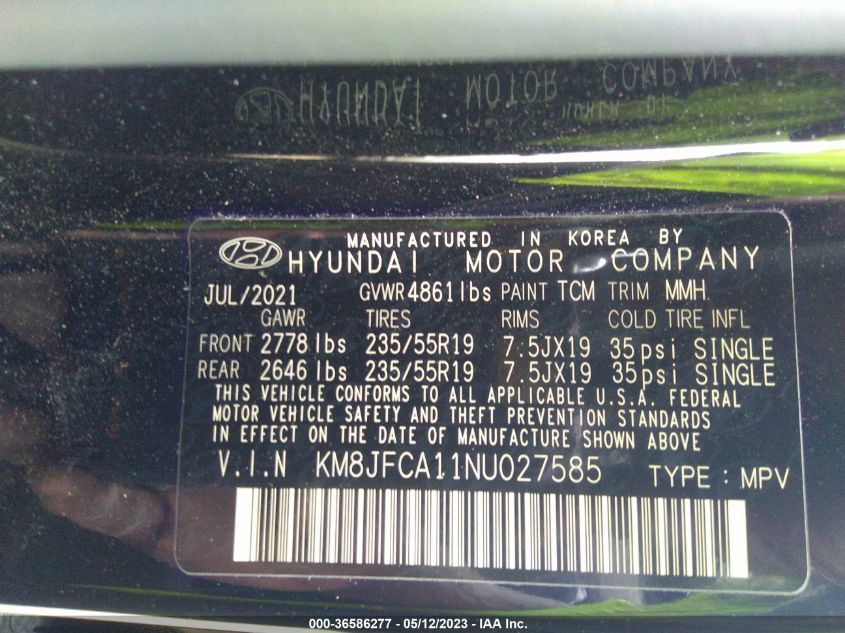 HYUNDAI MOTOR COMPANY
MANUFACTURED IN KOREA BY
HYUNDAI MOTOR COMPANY
JUL/2021 GVWR 4861 lbs PAINT TCM TRIM MMH
GAWR TIRES RIMS COLD TIRE INFL
FRONT 2778 lbs 235/55R19 7.5JX19 35psi SINGLE
REAR 2646 lbs 235/55R19 7.5JX19 35psi SINGLE
THIS VEHICLE CONFORMS TO ALL APPLICABLE U.S.A. FEDERAL
MOTOR VEHICLE SAFETY AND THEFT PREVENTION STANDARDS
IN EFFECT ON THE DATE OF MANUFACTURE SHOWN ABOVE
V.I.N KM8JFCA11NU027585 TYPE : MPV
000-36586277 - 05/12/2023 - IAA Inc.